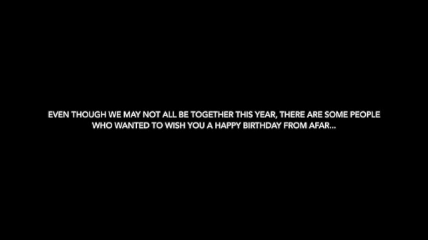 EVEN THOUGH WE MAY NOT ALL BE TOGETHER THIS YEAR, THERE ARE SOME PEOPLE
WHO WANTED TO WISH YOU A HAPPY BIRTHDAY FROM AFAR...